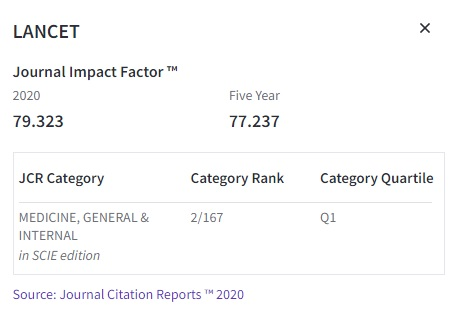 LANCET ✕
Journal Impact Factor ™
2020 Five Year
79.323 77.237
JCR Category Category Rank Category Quartile
MEDICINE, GENERAL & 2/167 Q1
INTERNAL
in SCIE edition
Source: Journal Citation Reports ™ 2020